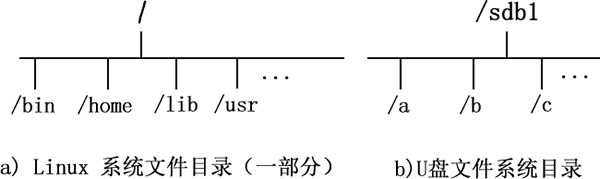 / /sdb1
/bin /home /lib /usr ... /a /b /c ...
a) Linux 系统文件目录（一部分） b)U盘文件系统目录